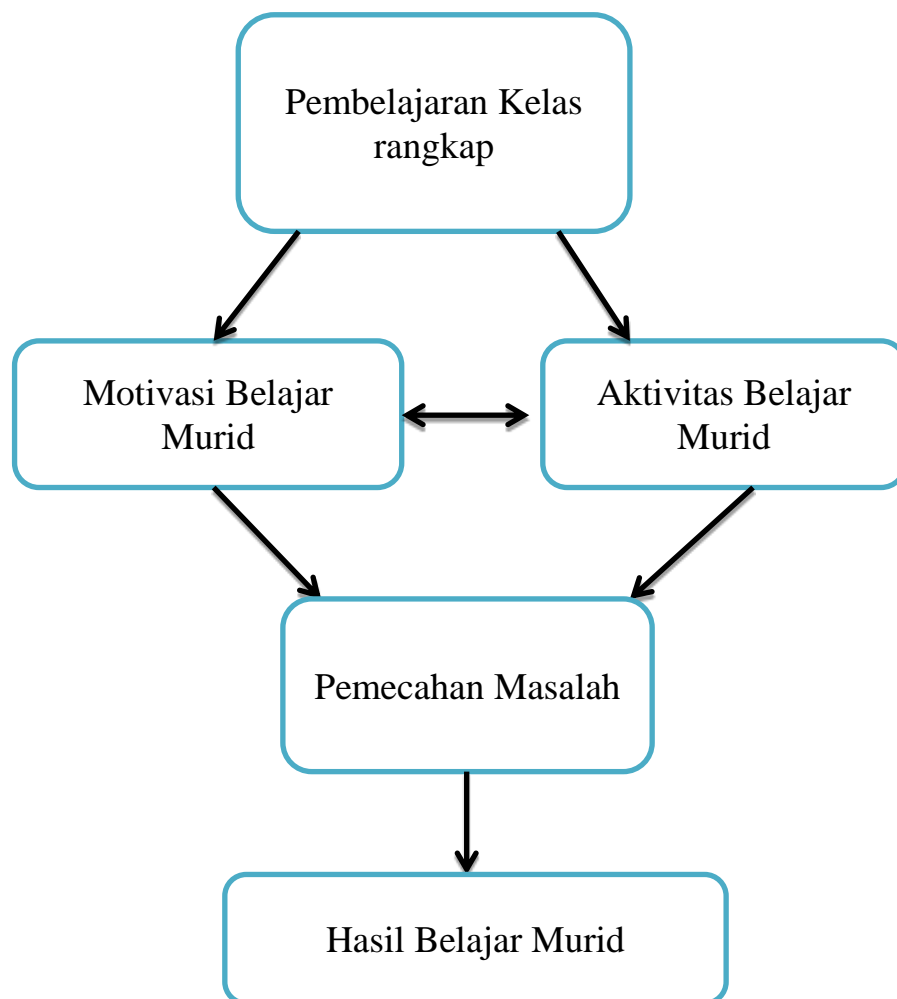 Pembelajaran Kelas
rangkap
Motivasi Belajar
Murid
Aktivitas Belajar
Murid
Pemecahan Masalah
Hasil Belajar Murid